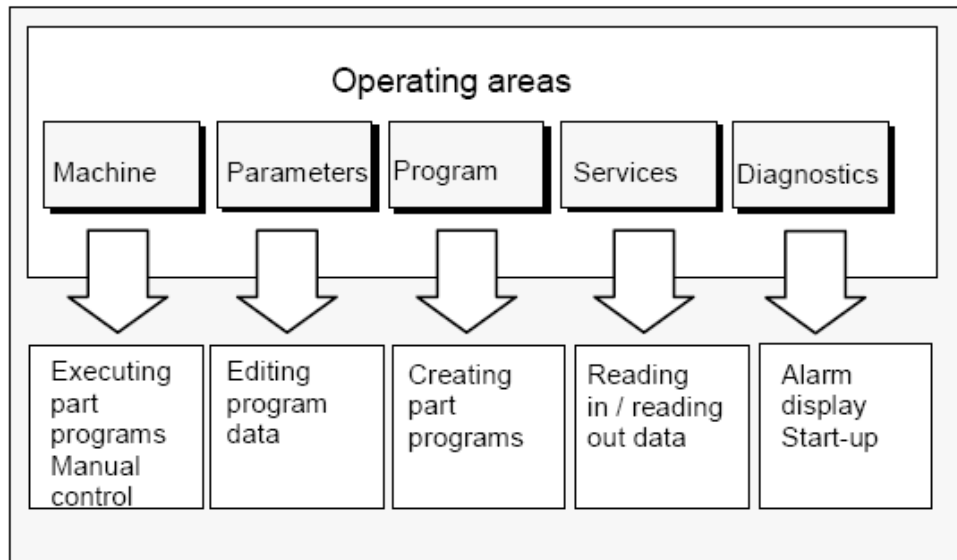 Operating areas
Machine
Parameters
Program
Services
Diagnostics
Executing
part
programs
Manual
control
Editing
program
data
Creating
part
programs
Reading
in / reading
out data
Alarm
display
Start-up